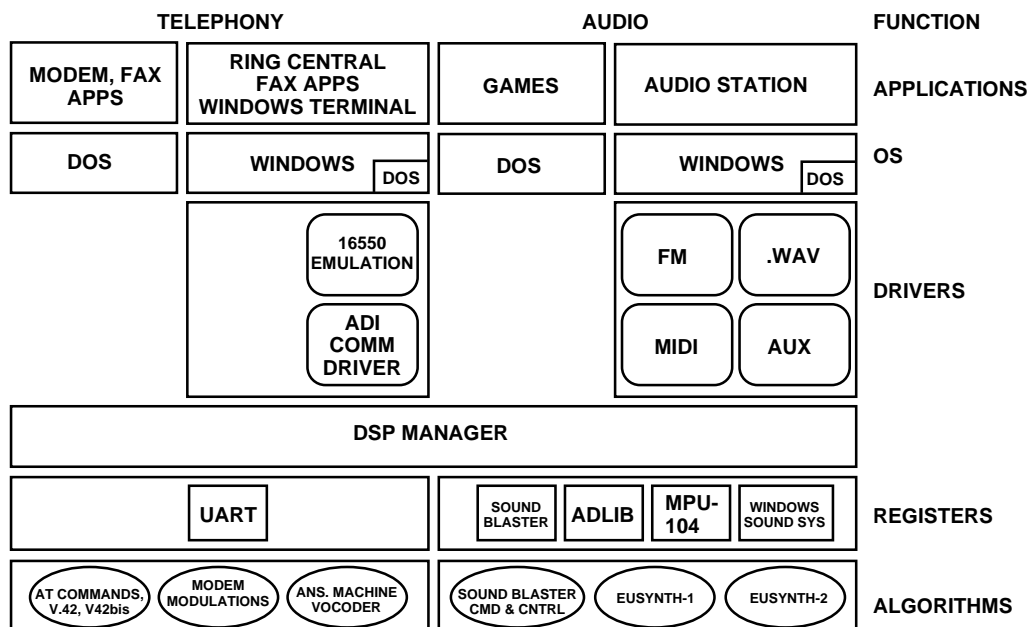 TELEPHONY
AUDIO
FUNCTION
MODEM, FAX
APPS
RING CENTRAL
FAX APPS
WINDOWS TERMINAL
GAMES
AUDIO STATION
APPLICATIONS
DOS
WINDOWS
DOS
DOS
WINDOWS
DOS
OS
16550
EMULATION
ADI
COMM
DRIVER
FM
.WAV
MIDI
AUX
DRIVERS
DSP MANAGER
UART
SOUND
BLASTER
ADLIB
MPU-
104
WINDOWS
SOUND SYS
REGISTERS
AT COMMANDS,
V.42, V42bis
MODEM
MODULATIONS
ANS. MACHINE
VOCODER
SOUND BLASTER
CMD & CNTRL
EUSYNTH-1
EUSYNTH-2
ALGORITHMS